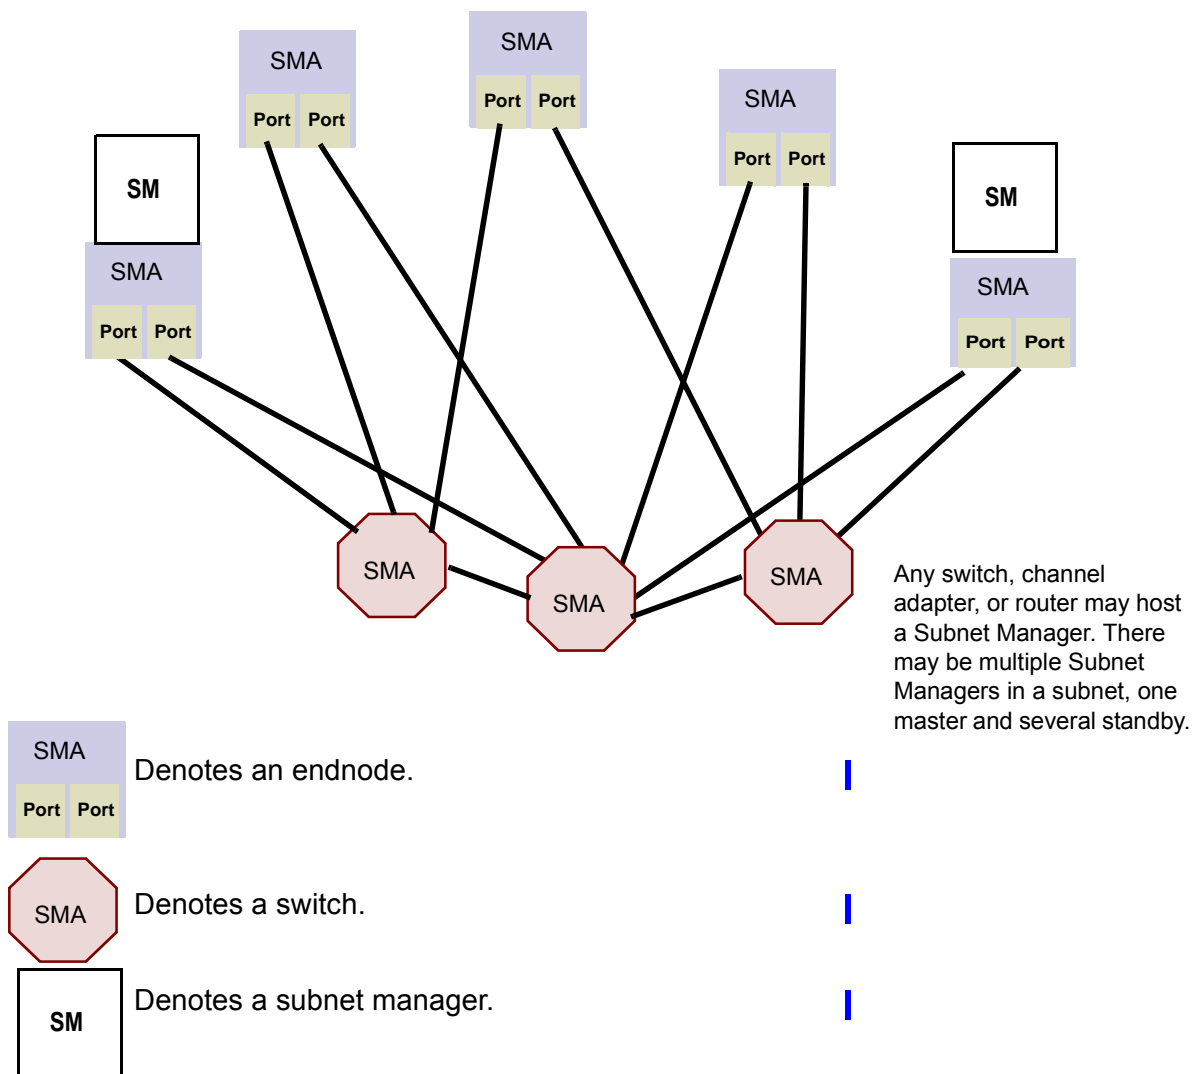 SMA
Port Port
SMA
Port Port
SMA
Port Port
SM
SMA
Port Port
SM
SMA
Port Port
SMA
SMA
SMA
Any switch, channel
adapter, or router may host
a Subnet Manager. There
may be multiple Subnet
Managers in a subnet, one
master and several standby.
SMA
Port Port
Denotes an endnode.
SMA
Denotes a switch.
SM
Denotes a subnet manager.